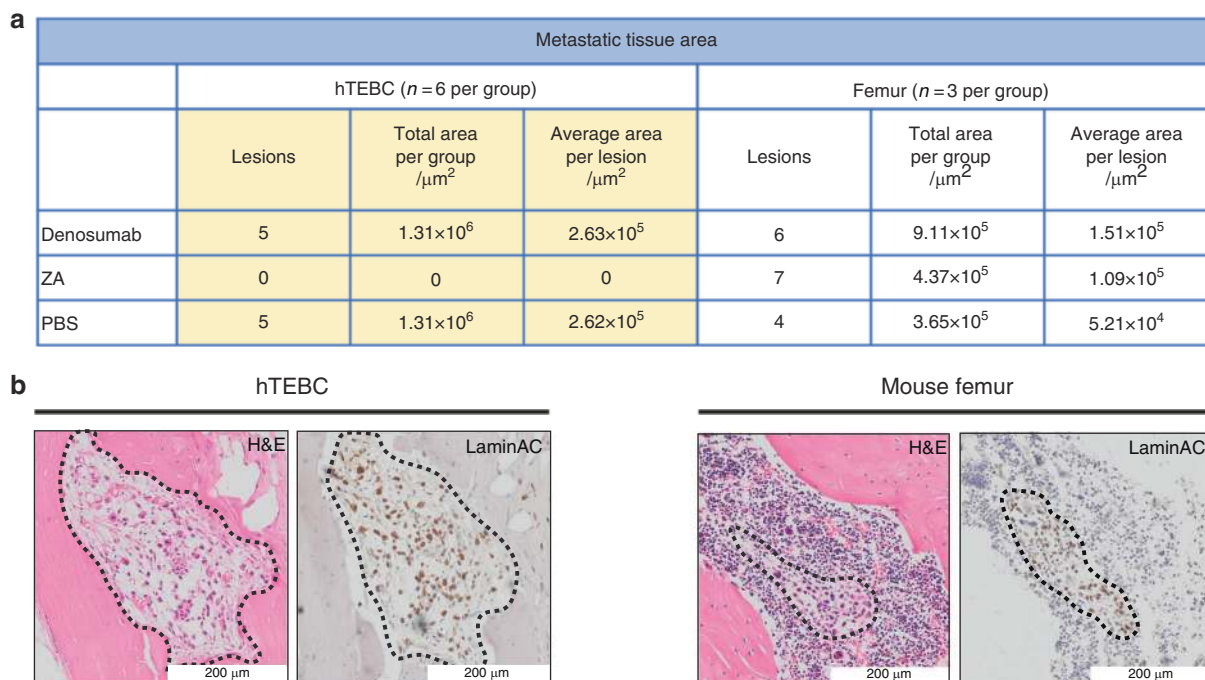 a
Metastatic tissue area
hTEBC (n = 6 per group) Femur (n = 3 per group)
Lesions Total area per group /μm² Average area per lesion /μm² Lesions Total area per group /μm² Average area per lesion /μm²
Denosumab 5 1.31×10⁶ 2.63×10⁵ 6 9.11×10⁵ 1.51×10⁵
ZA 0 0 0 7 4.37×10⁵ 1.09×10⁵
PBS 5 1.31×10⁶ 2.62×10⁵ 4 3.65×10⁵ 5.21×10⁴
b
hTEBC Mouse femur
H&E LaminAC H&E LaminAC
200 μm 200 μm 200 μm 200 μm